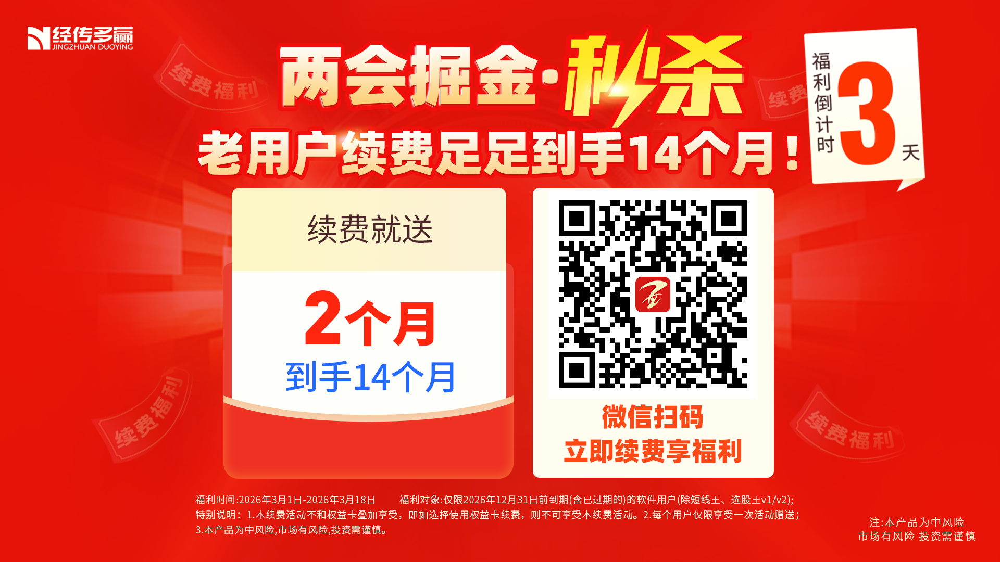 经传多赢
JINGZHUAN DUOYING
两会掘金·秒杀
老用户续费足足到手14个月！
福利倒计时
3天
续费福利
续费
续费就送
2个月
到手14个月
微信扫码
立即续费享福利
续费福利
续费福利
福利时间:2026年3月1日-2026年3月18日 福利对象:仅限2026年12月31日前到期(含已过期的)的软件用户(除短线王、选股王v1/v2);
特别说明：1.本续费活动不和权益卡叠加享受，即如选择使用权益卡续费，则不可享受本续费活动。2.每个用户仅限享受一次活动赠送；
3.本产品为中风险,市场有风险,投资需谨慎。
注:本产品为中风险
市场有风险 投资需谨慎